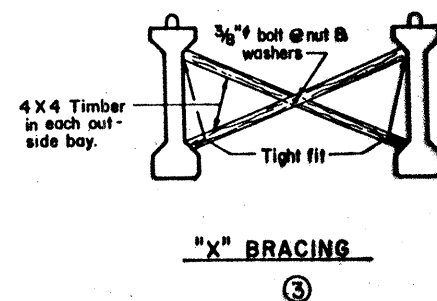 3/8"ϕ bolt @ nut &
washers
4 X 4 Timber
in each out-
side bay.
Tight fit
"X" BRACING
3